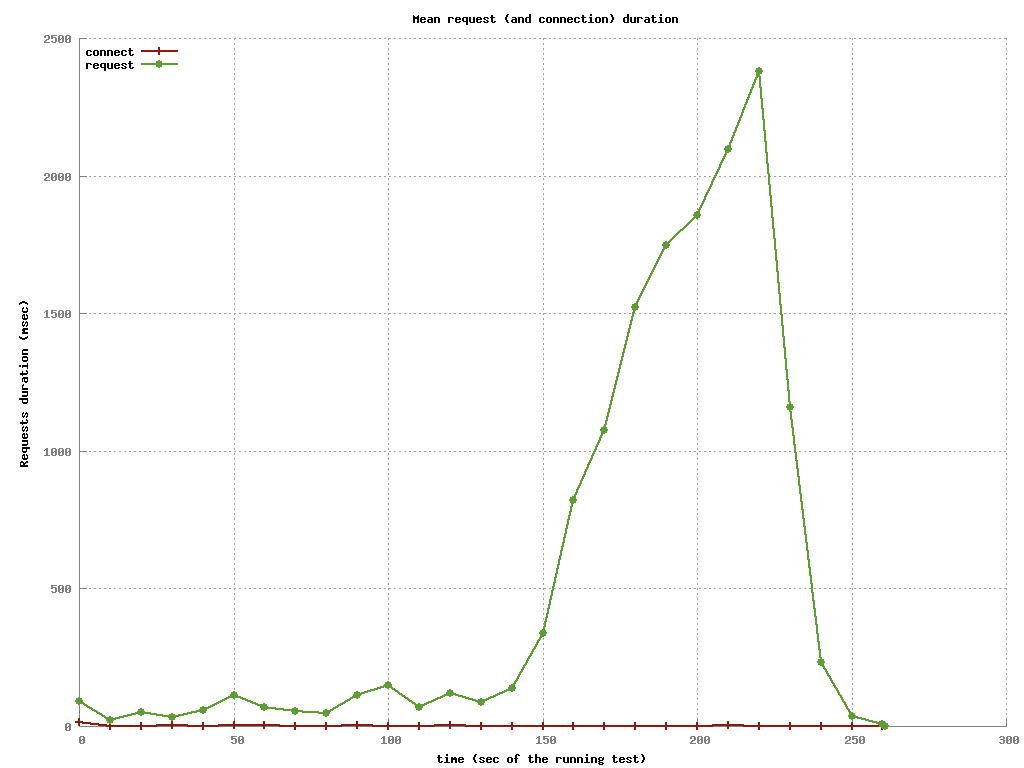 Mean request (and connection) duration
2500
connect
request
2000
1500
1000
500
0
Requests duration (msec)
0 50 100 150 200 250 300
time (sec of the running test)